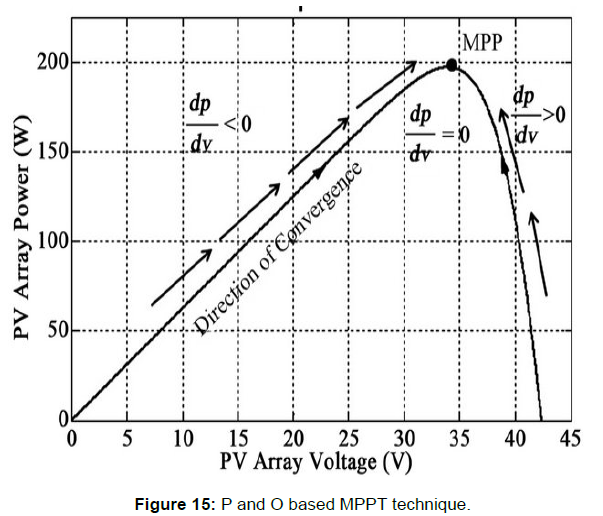 MPP
dp/dv < 0
dp/dv = 0
dp/dv >0
Direction of Convergence
PV Array Power (W)
200
150
100
50
0
0 5 10 15 20 25 30 35 40 45
PV Array Voltage (V)
Figure 15: P and O based MPPT technique.